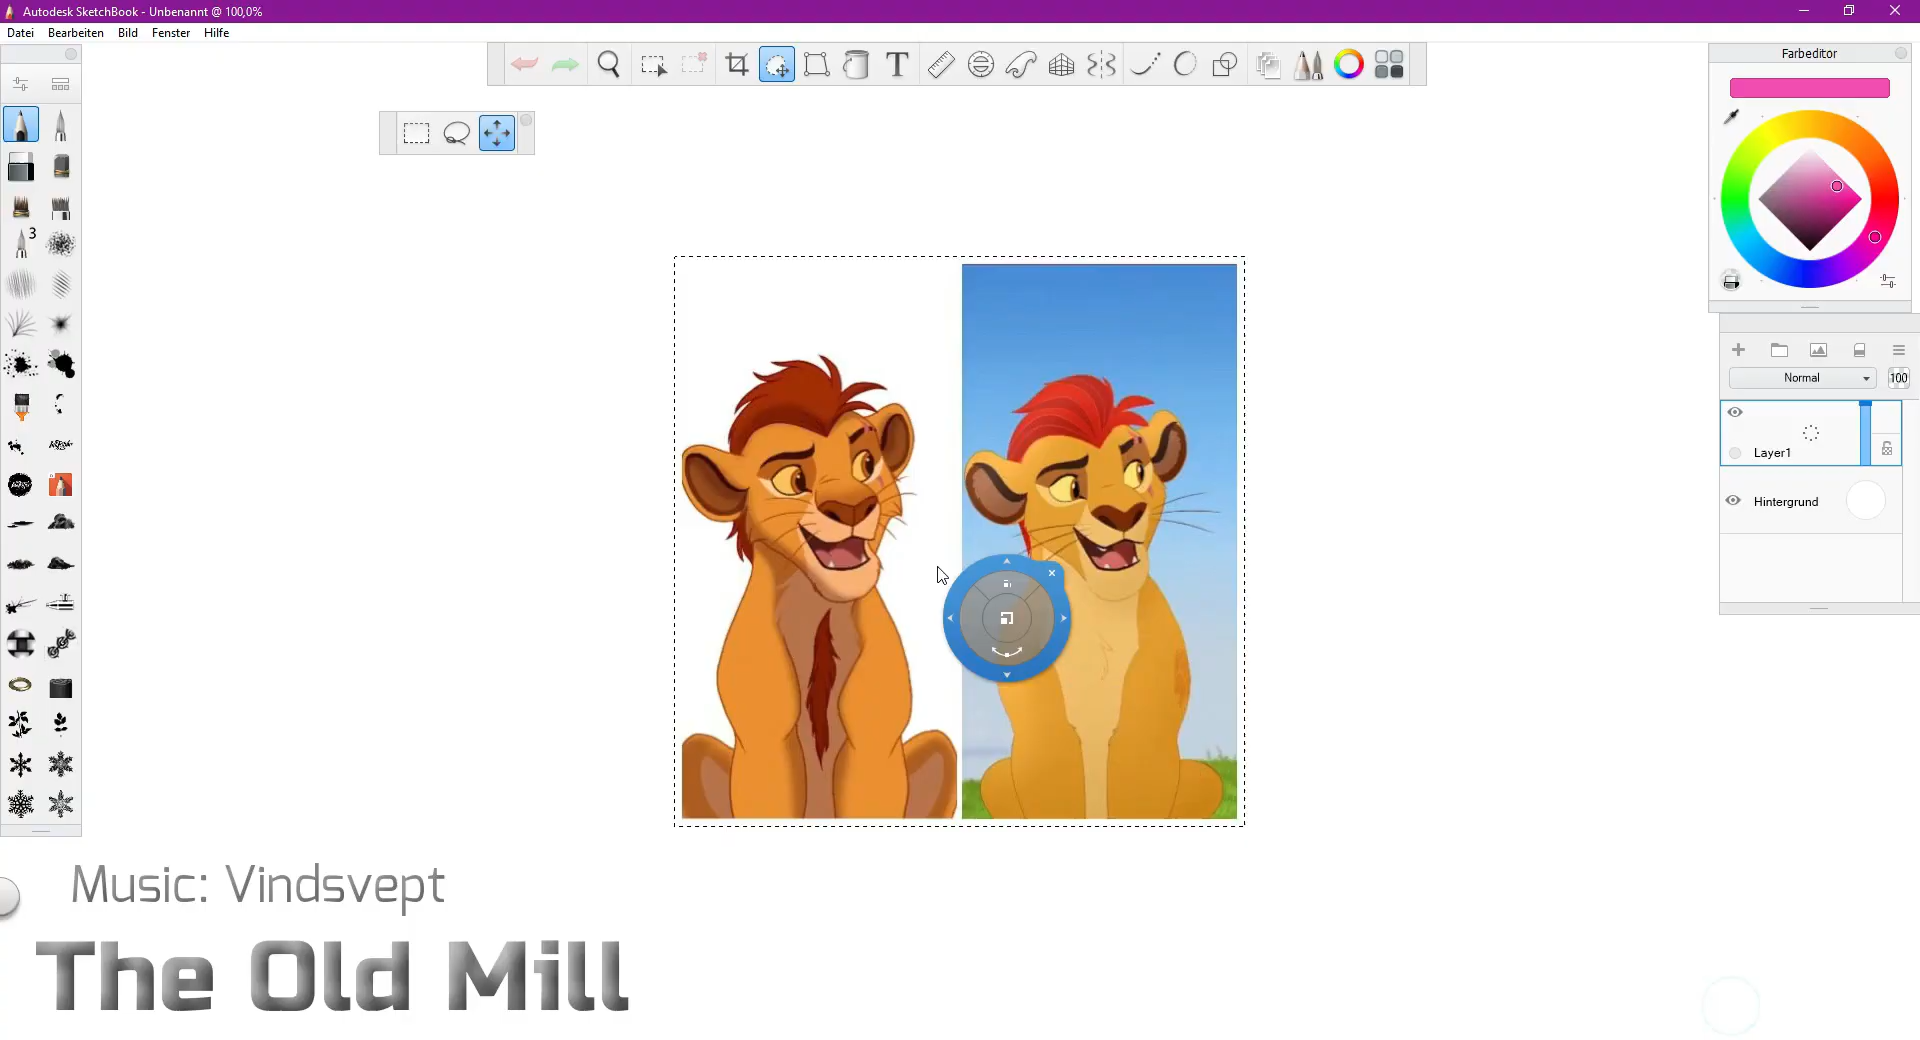 Autodesk SketchBook - Unbenannt @ 100,0%
Datei Bearbeiten Bild Fenster Hilfe
T
Farbeditor
3
Normal 100
Layer1
Hintergrund
Music: Vindsvept
The Old Mill